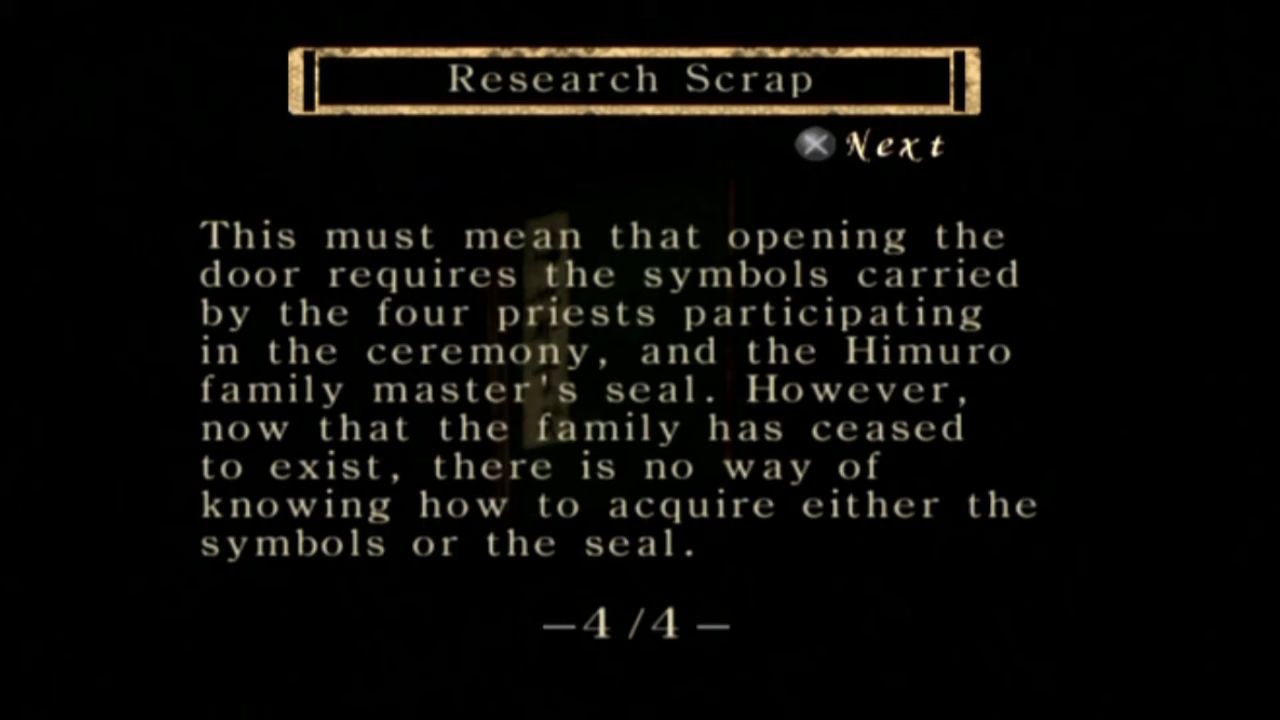 Research Scrap
Next
This must mean that opening the
door requires the symbols carried
by the four priests participating
in the ceremony, and the Himuro
family master's seal. However,
now that the family has ceased
to exist, there is no way of
knowing how to acquire either the
symbols or the seal.
—4/4—